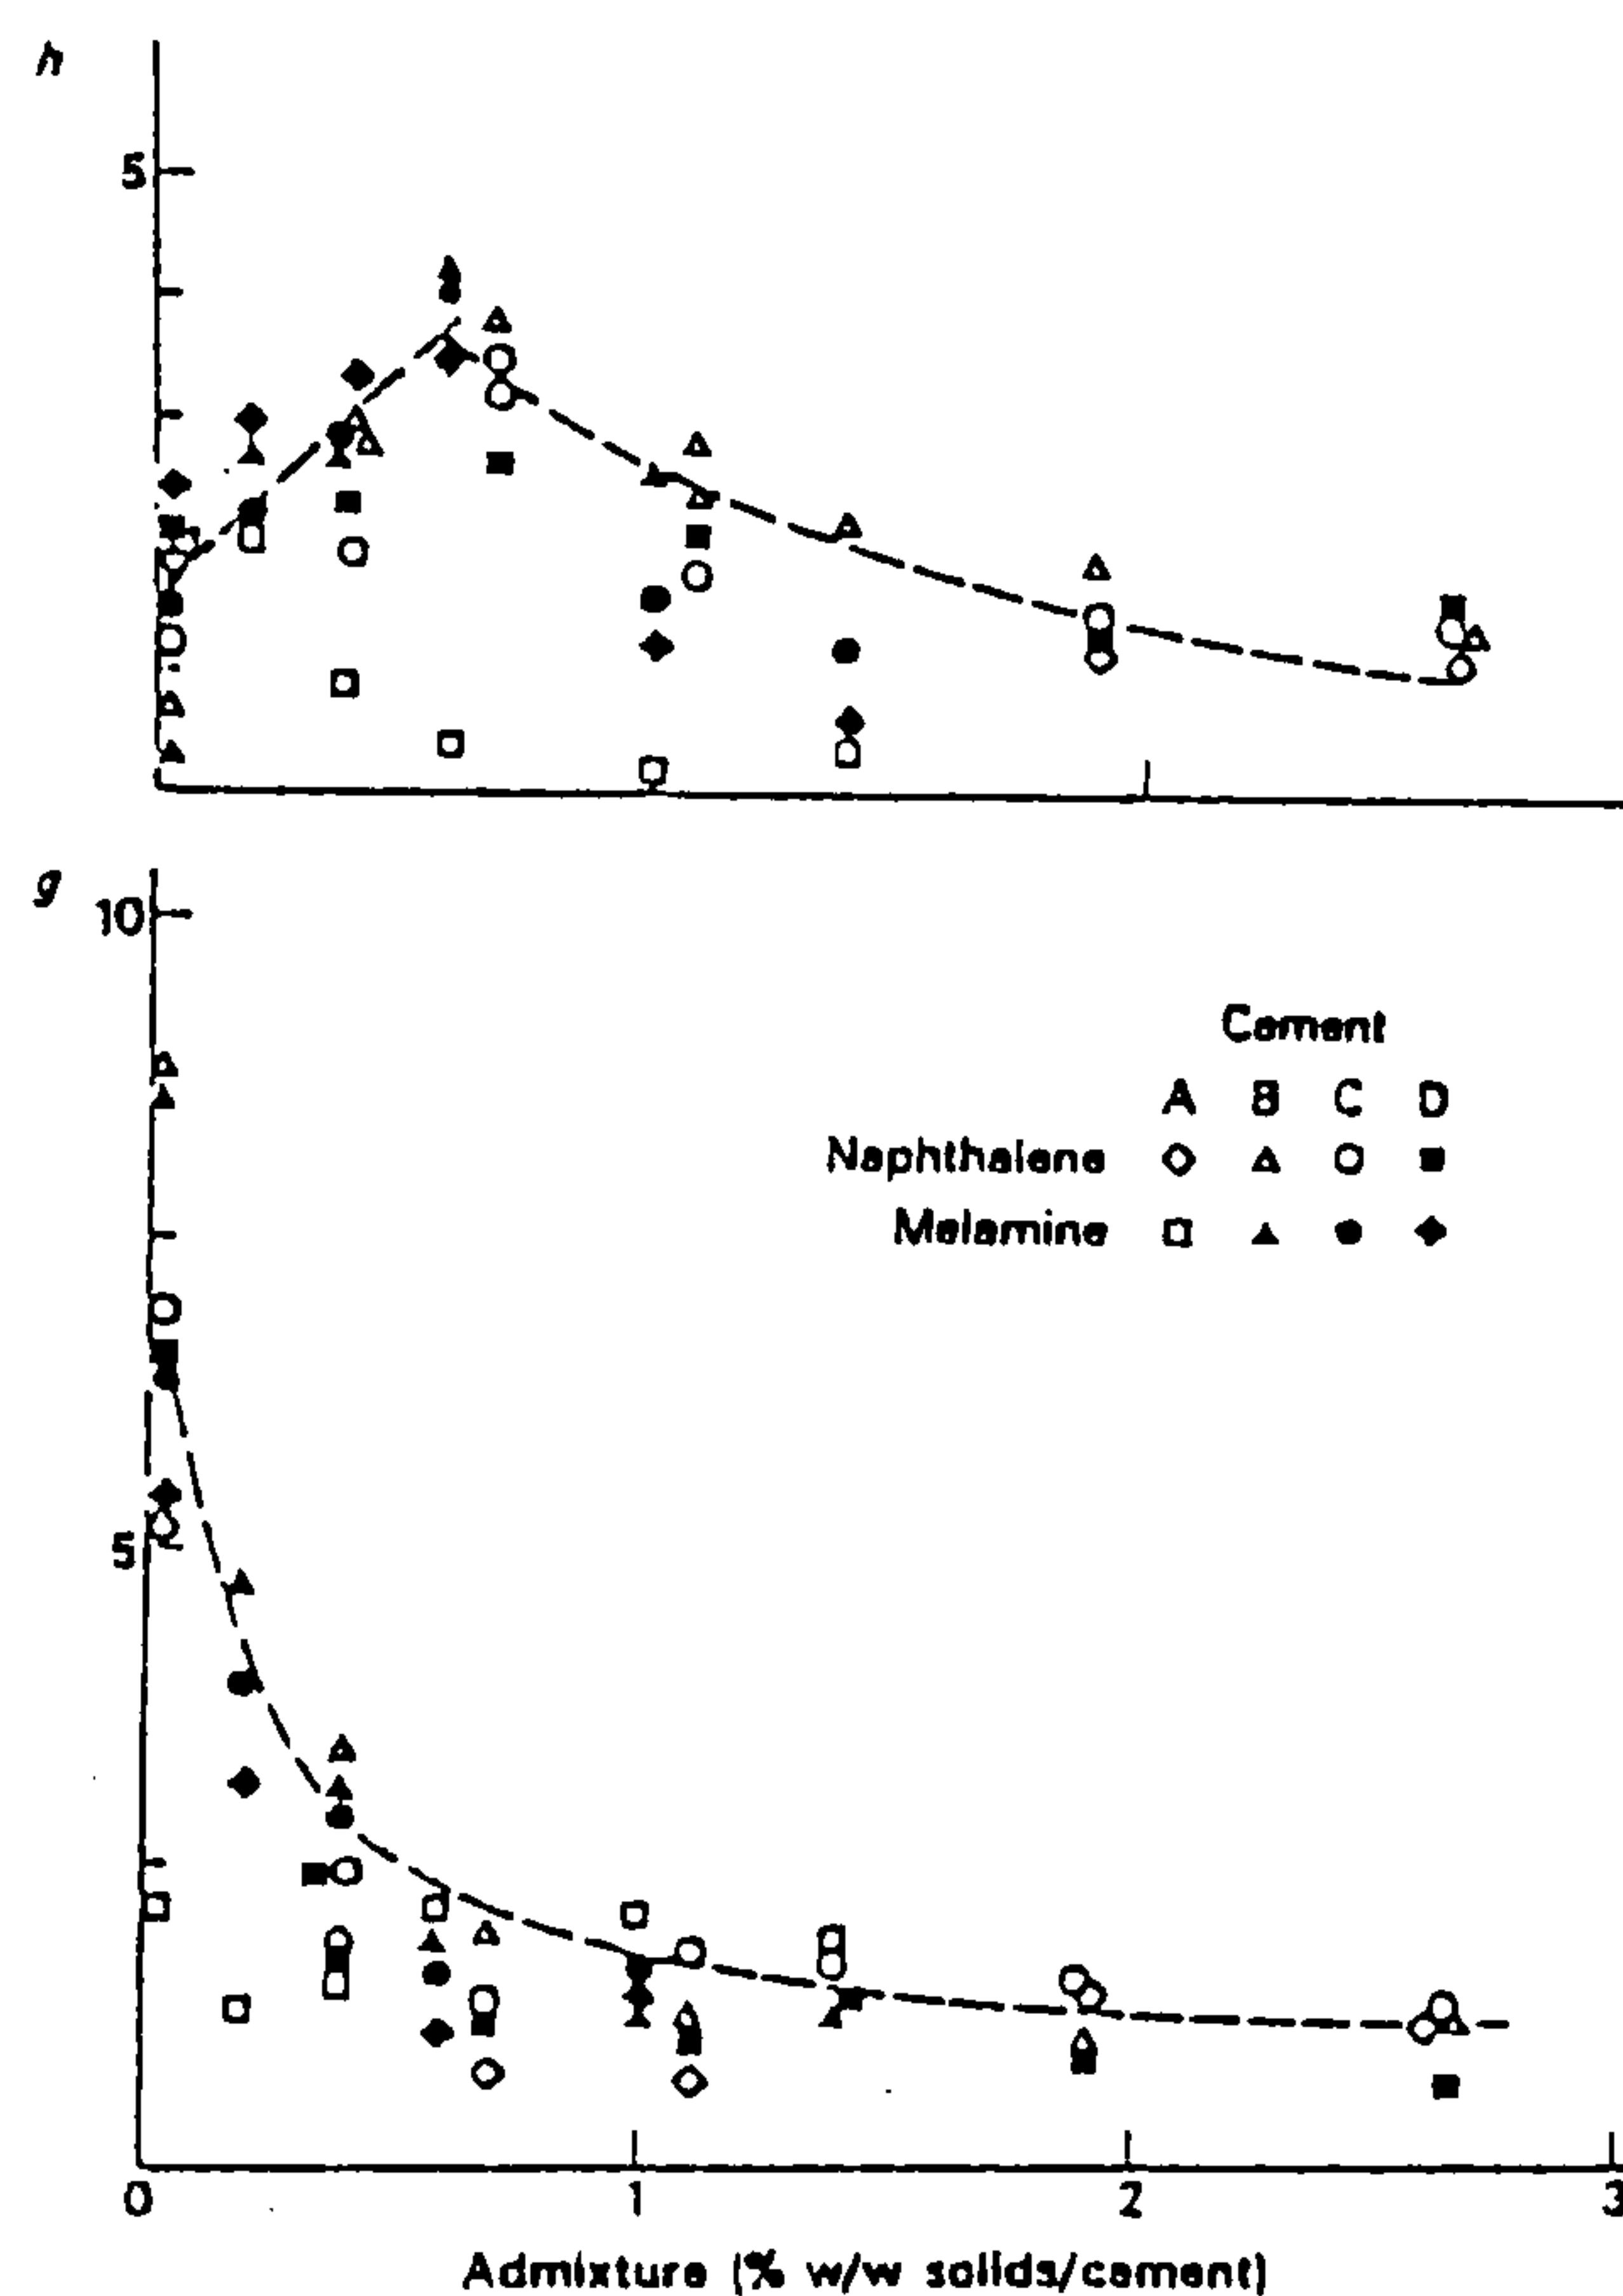 h
5
g
10
Cement
A B C D
Naphthalene
Melamine
5
0 1 2 3
Admixture (% w/w solids/cement)